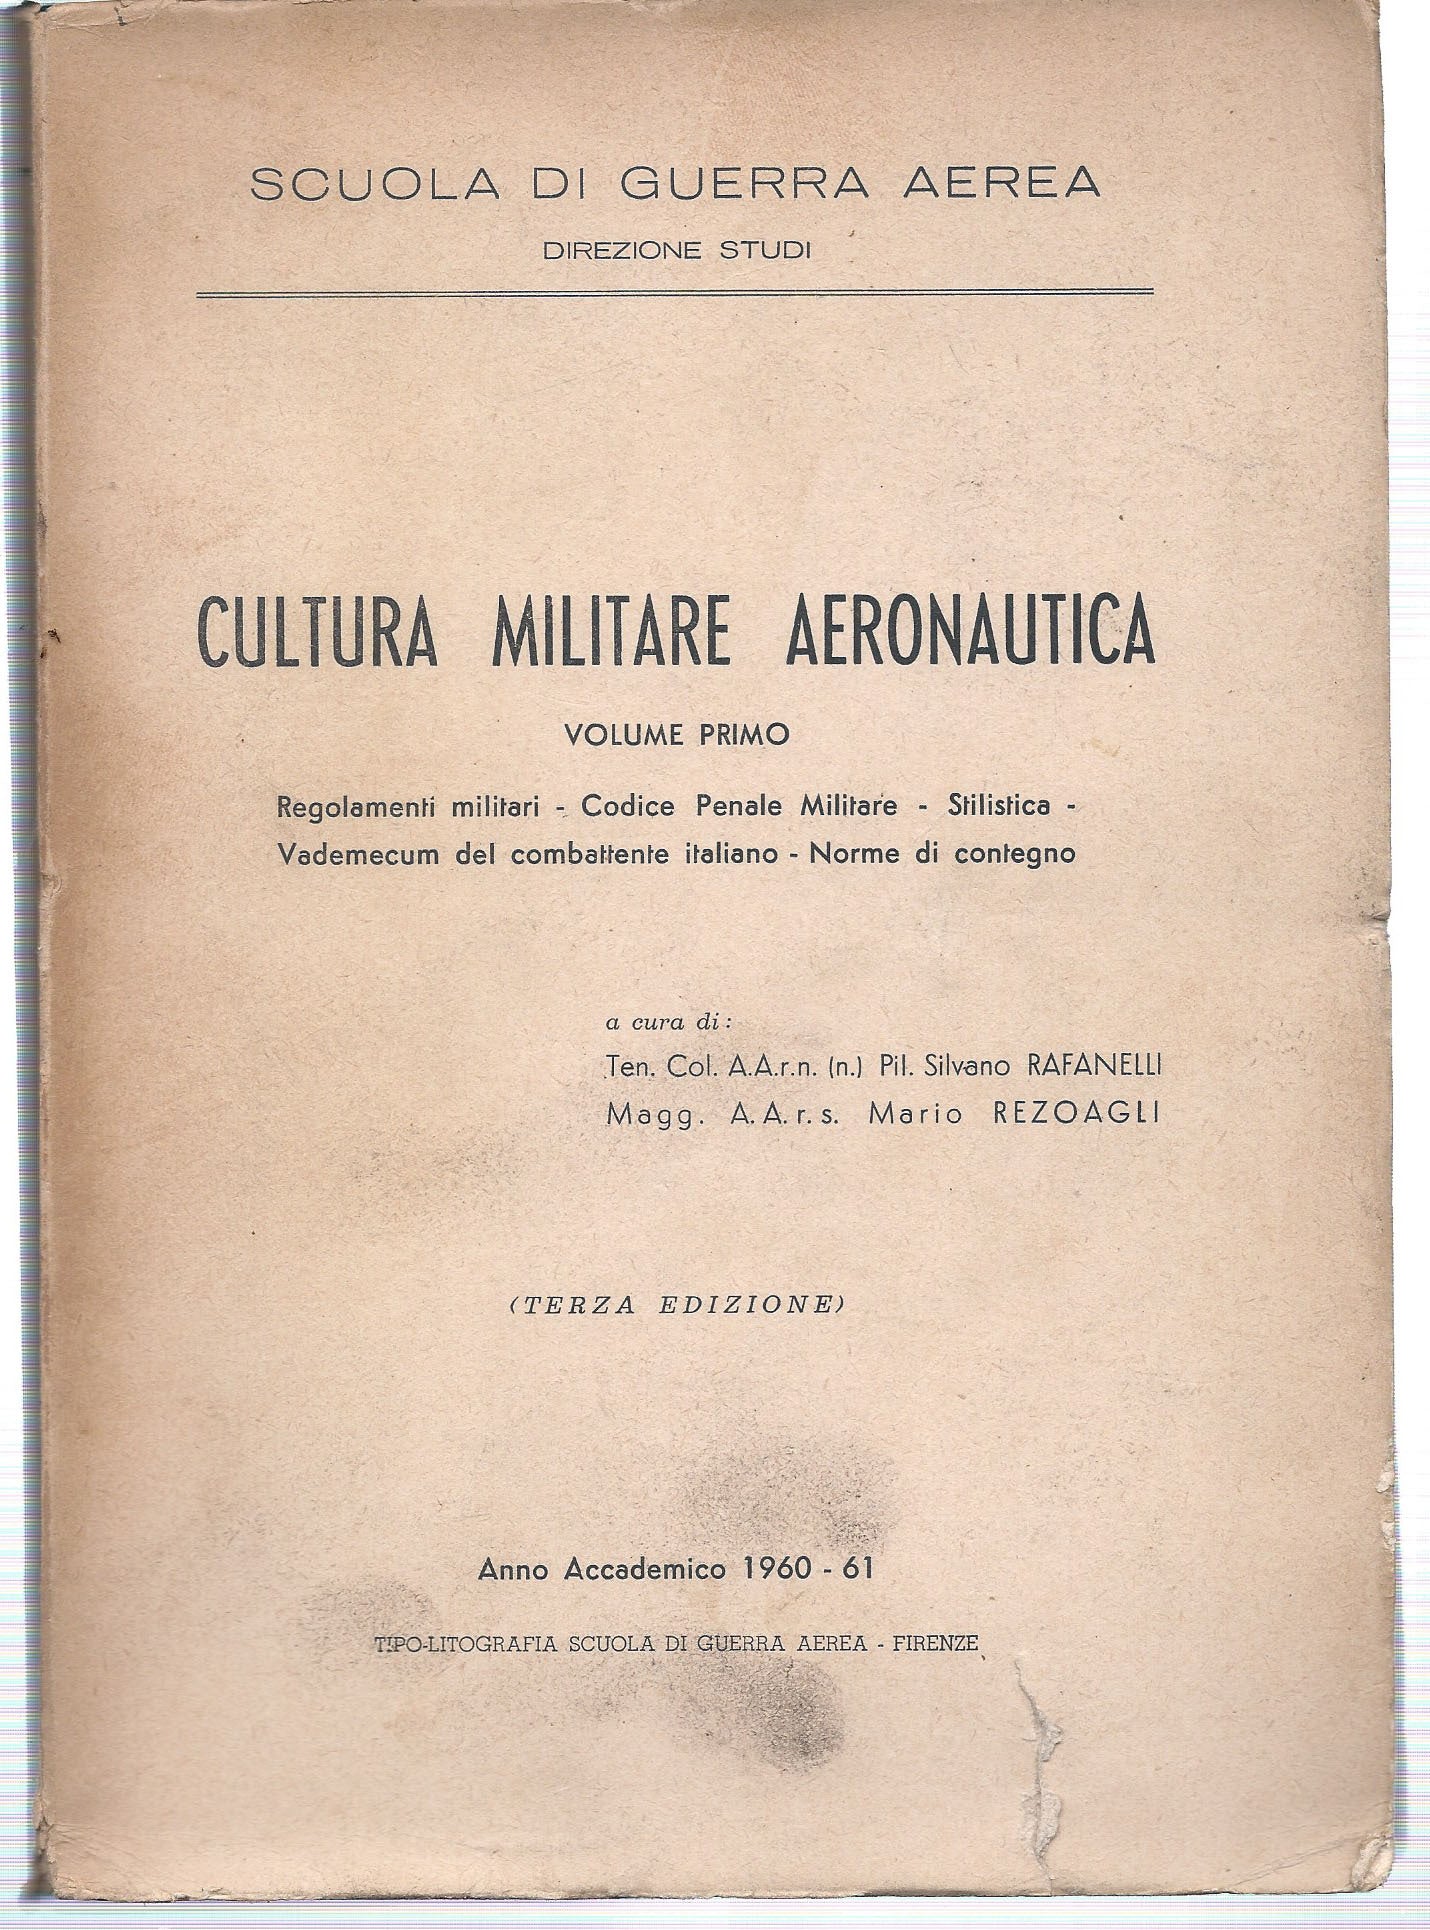 SCUOLA DI GUERRA AEREA
DIREZIONE STUDI
CULTURA MILITARE AERONAUTICA
VOLUME PRIMO
Regolamenti militari - Codice Penale Militare - Stilistica -
Vademecum del combattente italiano - Norme di contegno
a cura di:
Ten. Col. A.A.r.n. (n.) Pil. Silvano RAFANELLI
Magg. A.A.r.s. Mario REZOAGLI
(TERZA EDIZIONE)
Anno Accademico 1960 - 61
TIPO-LITOGRAFIA SCUOLA DI GUERRA AEREA - FIRENZE